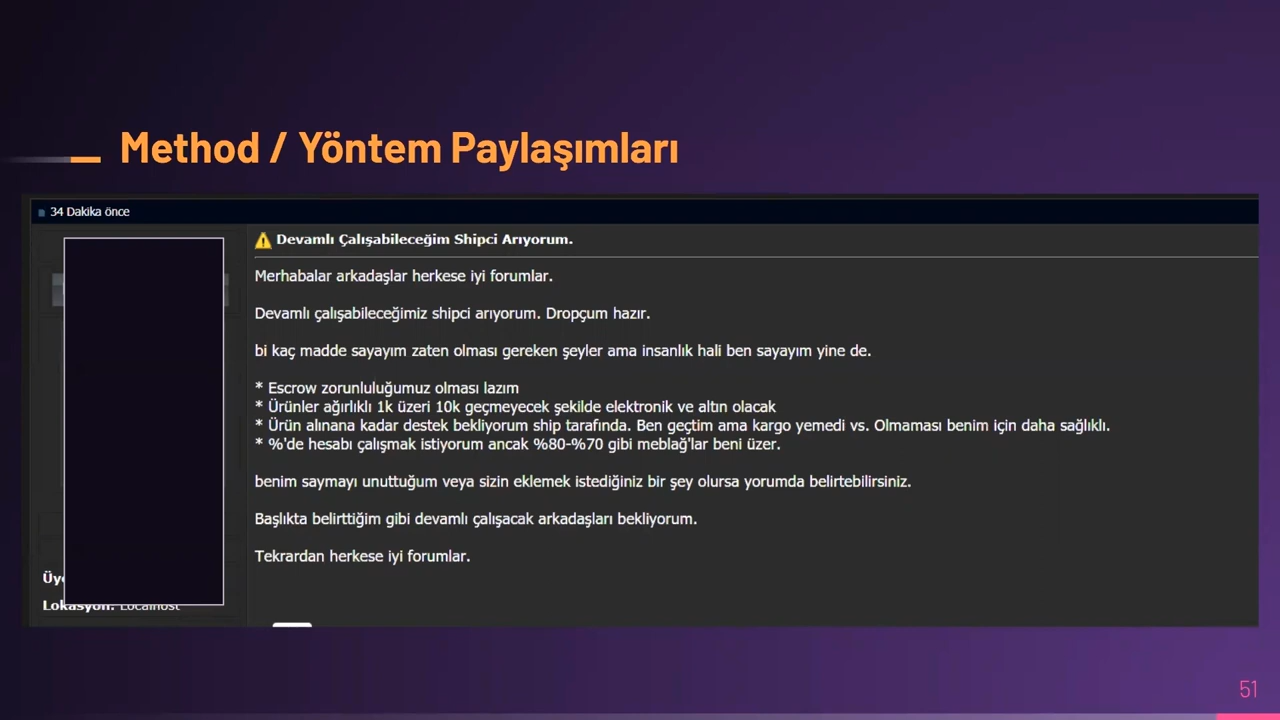 Method / Yöntem Paylaşımları
34 Dakika önce
Devamlı Çalışabileceğim Shipci Arıyorum.
Merhabalar arkadaşlar herkese iyi forumlar.
Devamlı çalışabileceğimiz shipci arıyorum. Dropçum hazır.
bi kaç madde sayayım zaten olması gereken şeyler ama insanlık hali ben sayayım yine de.
* Escrow zorunluluğumuz olması lazım
* Ürünler ağırlıklı 1k üzeri 10k geçmeyecek şekilde elektronik ve altın olacak
* Ürün alınana kadar destek bekliyorum ship tarafında. Ben geçtim ama kargo yemedi vs. Olmaması benim için daha sağlıklı.
* %'de hesabı çalışmak istiyorum ancak %80-%70 gibi meblağ'lar beni üzer.
benim saymayı unuttuğum veya sizin eklemek istediğiniz bir şey olursa yorumda belirtebilirsiniz.
Başlıkta belirttiğim gibi devamlı çalışacak arkadaşları bekliyorum.
Tekrardan herkese iyi forumlar.
Lokasyon: Localhost
51